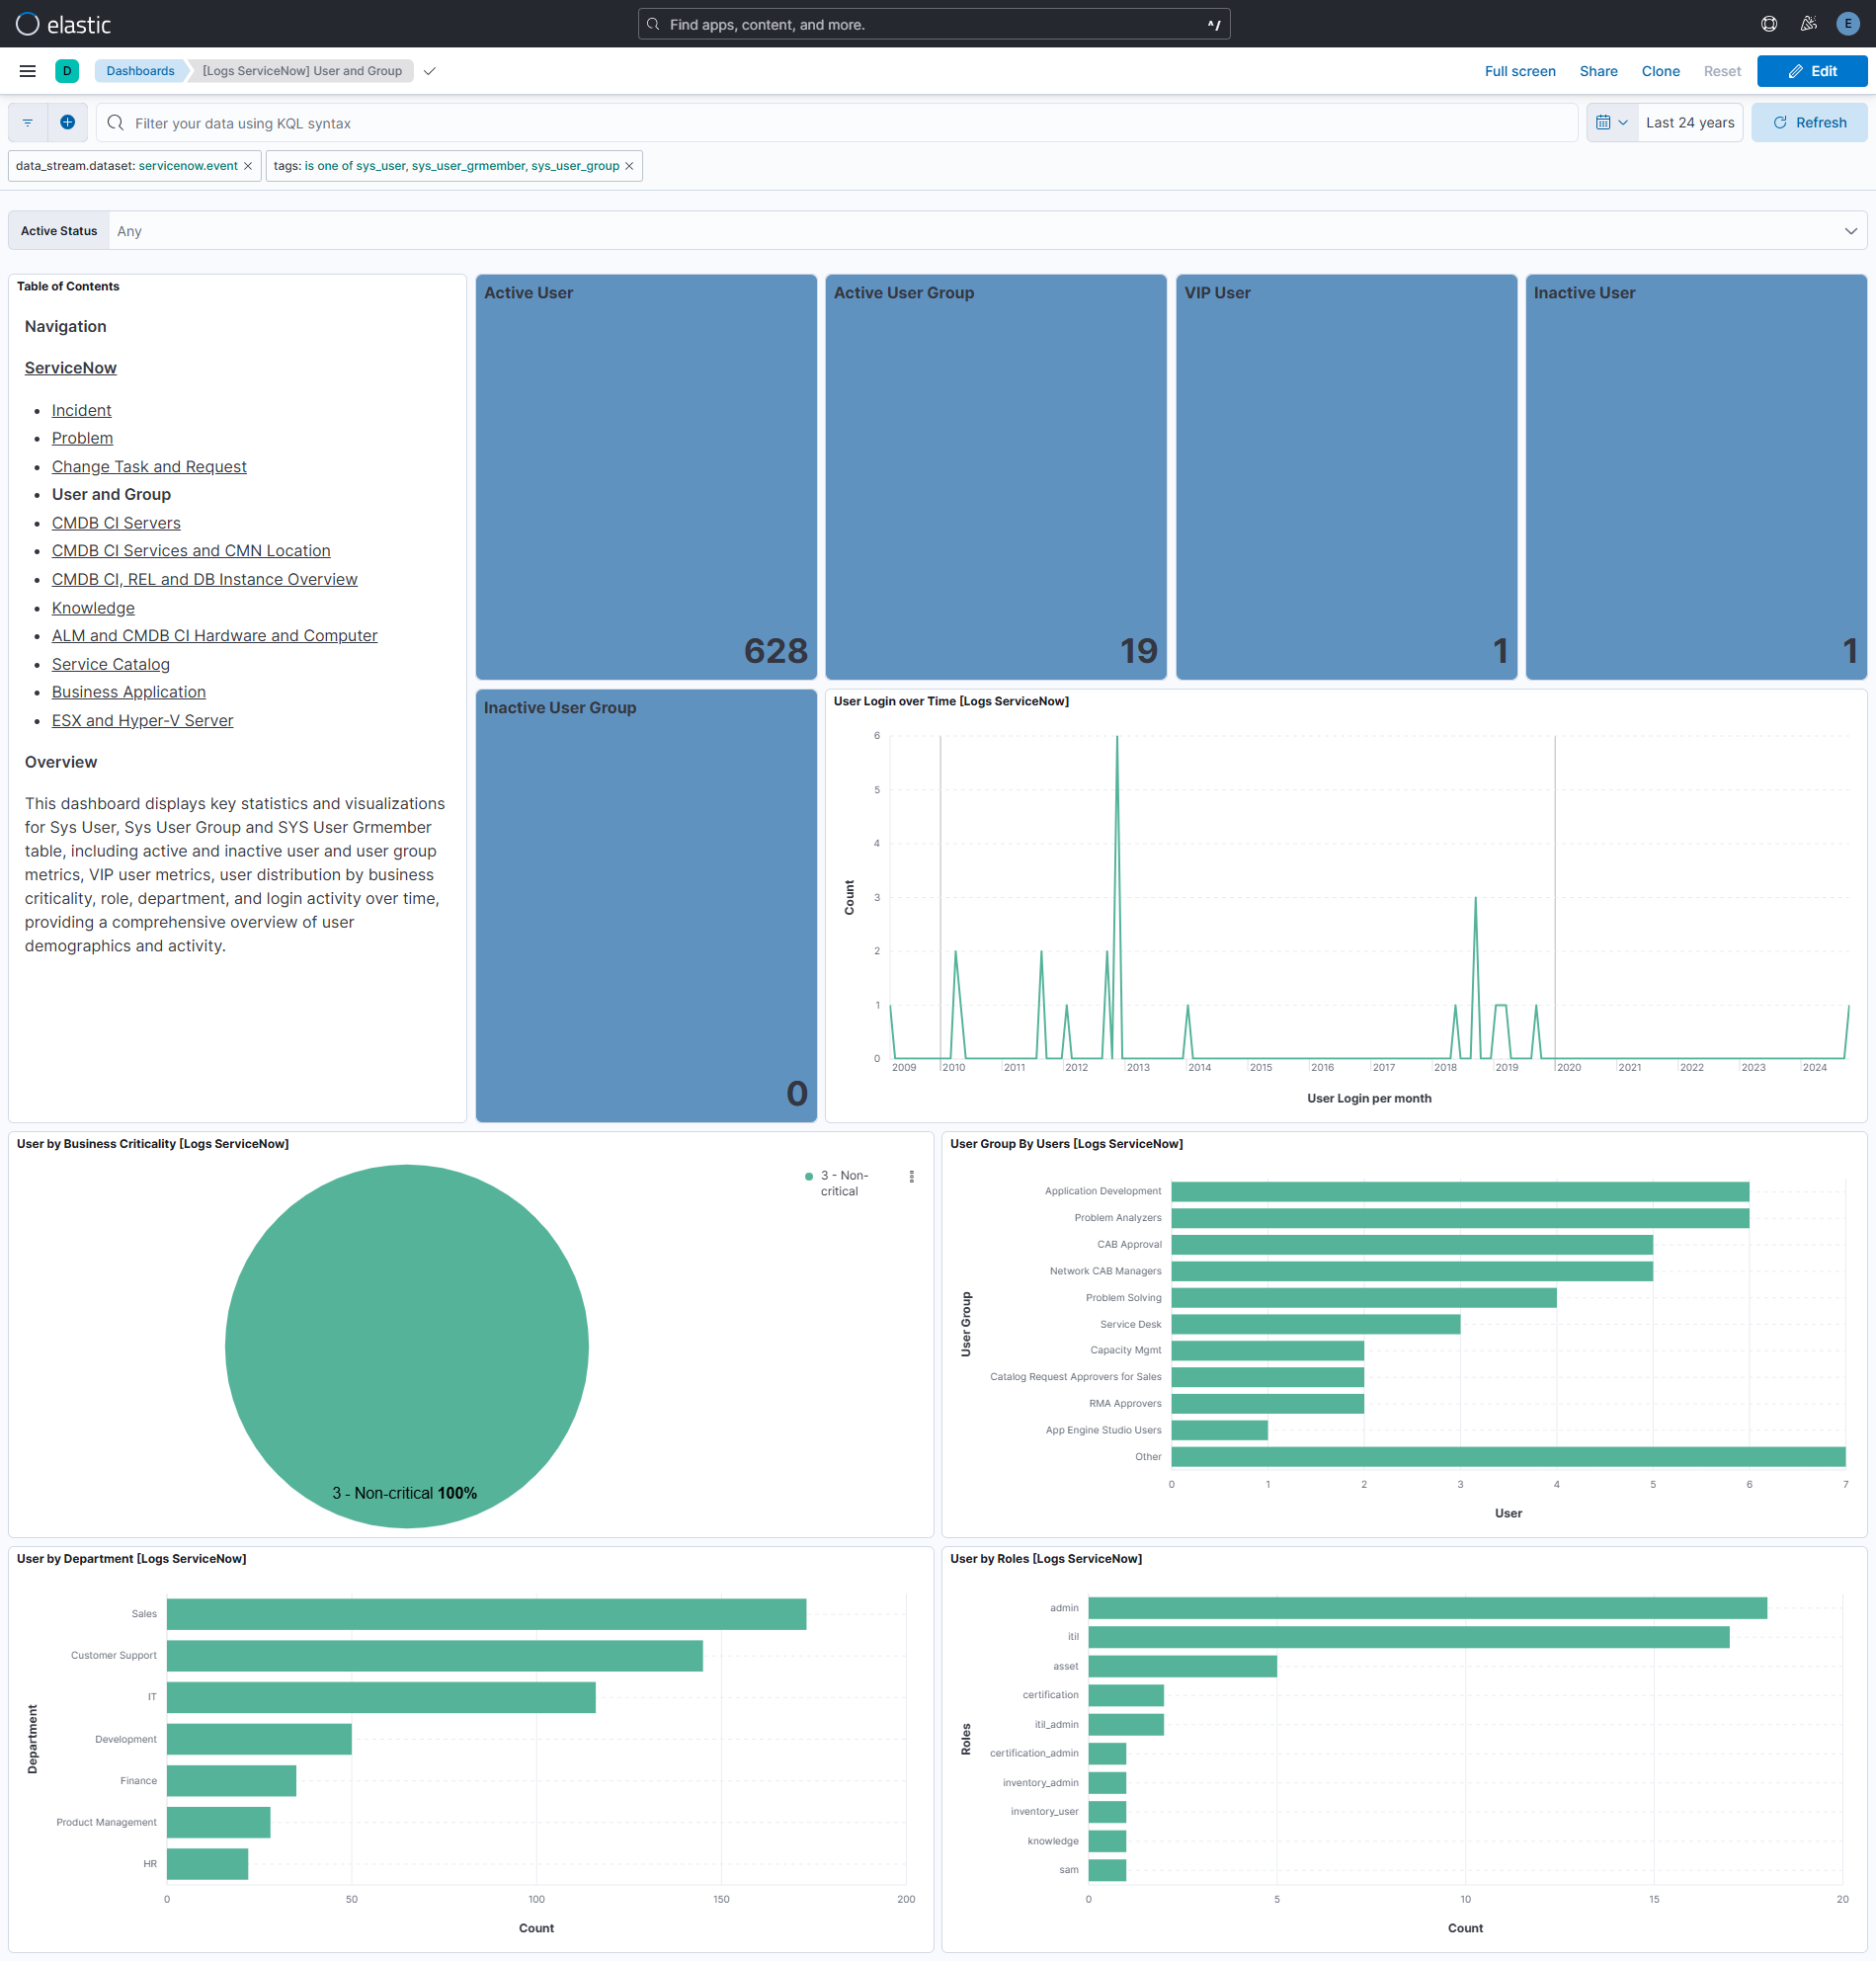 elastic
Find apps, content, and more.
^/
E
D
Dashboards
[Logs ServiceNow] User and Group
Full screen
Share
Clone
Reset
Edit
Filter your data using KQL syntax
Last 24 years
Refresh
data_stream.dataset: servicenow.event
tags: is one of sys_user, sys_user_grmember, sys_user_group
Active Status
Any
Table of Contents
Navigation
ServiceNow
Incident
Problem
Change Task and Request
User and Group
CMDB CI Servers
CMDB CI Services and CMN Location
CMDB CI, REL and DB Instance Overview
Knowledge
ALM and CMDB CI Hardware and Computer
Service Catalog
Business Application
ESX and Hyper-V Server
Overview
This dashboard displays key statistics and visualizations
for Sys User, Sys User Group and SYS User Grmember
table, including active and inactive user and user group
metrics, VIP user metrics, user distribution by business
criticality, role, department, and login activity over time,
providing a comprehensive overview of user
demographics and activity.
Active User
628
Active User Group
19
VIP User
1
Inactive User
1
Inactive User Group
0
User Login over Time [Logs ServiceNow]
6
5
4
3
2
1
0
Count
2009
2010
2011
2012
2013
2014
2015
2016
2017
2018
2019
2020
2021
2022
2023
2024
User Login per month
User by Business Criticality [Logs ServiceNow]
3 - Non-
critical
3 - Non-critical 100%
User Group By Users [Logs ServiceNow]
User Group
Application Development
Problem Analyzers
CAB Approval
Network CAB Managers
Problem Solving
Service Desk
Capacity Mgmt
Catalog Request Approvers for Sales
RMA Approvers
App Engine Studio Users
Other
0
1
2
3
4
5
6
7
User
User by Department [Logs ServiceNow]
Department
Sales
Customer Support
IT
Development
Finance
Product Management
HR
0
50
100
150
200
Count
User by Roles [Logs ServiceNow]
Roles
admin
itil
asset
certification
itil_admin
certification_admin
inventory_admin
inventory_user
knowledge
sam
0
5
10
15
20
Count